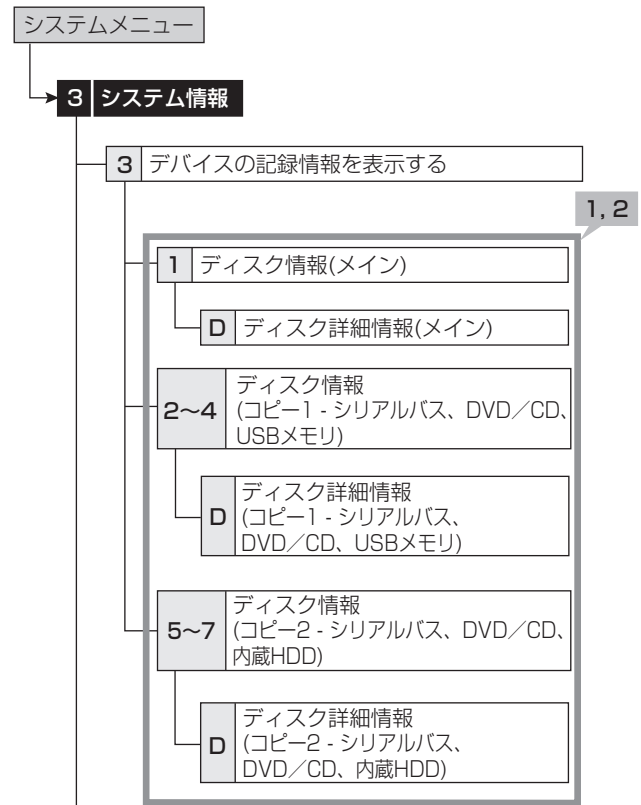 システムメニュー
3 システム情報
3 デバイスの記録情報を表示する
1, 2
1 ディスク情報(メイン)
D ディスク詳細情報(メイン)
ディスク情報
2～4 (コピー1 - シリアルバス、DVD／CD、
USBメモリ)
ディスク詳細情報
D (コピー1 - シリアルバス、
DVD／CD、USBメモリ)
ディスク情報
5～7 (コピー2 - シリアルバス、DVD／CD、
内蔵HDD)
ディスク詳細情報
D (コピー2 - シリアルバス、
DVD／CD、内蔵HDD)